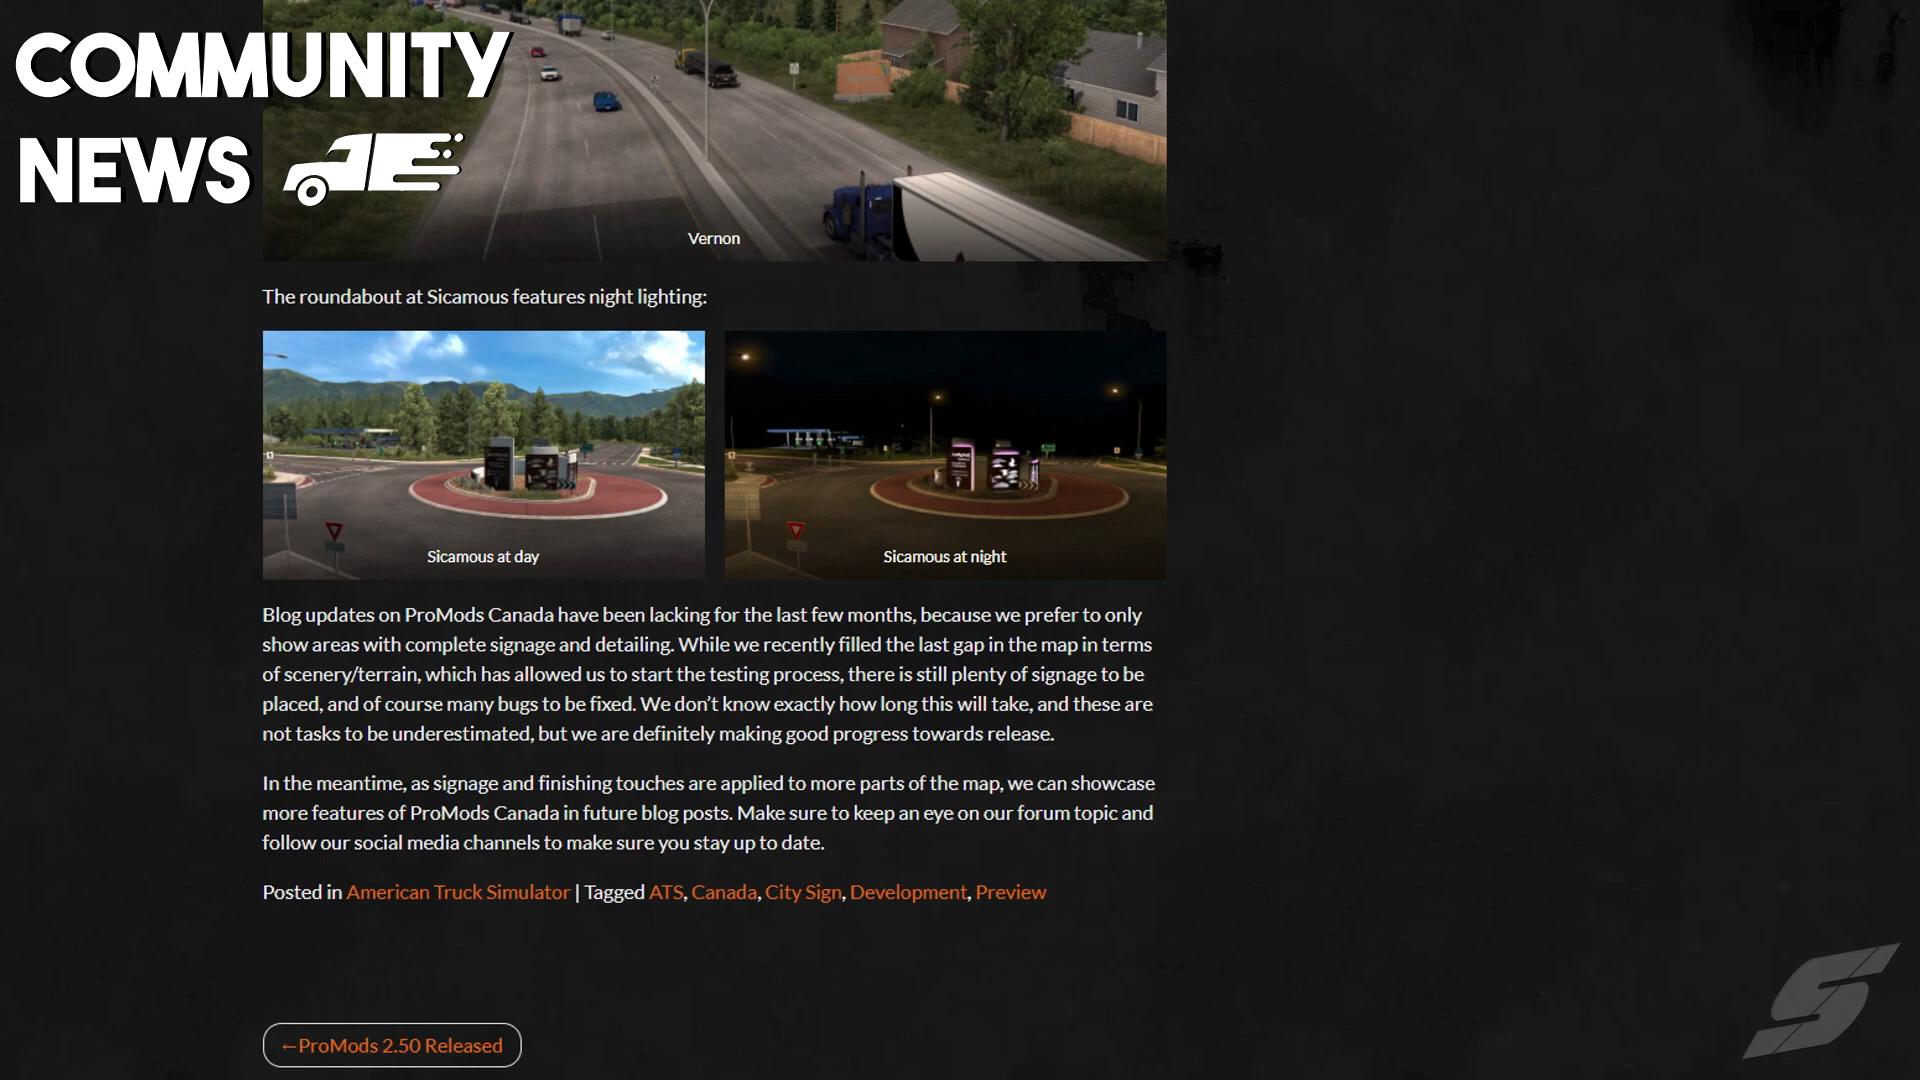 COMMUNITY
NEWS
Vernon
The roundabout at Sicamous features night lighting:
Sicamous at day
Sicamous at night
Blog updates on ProMods Canada have been lacking for the last few months, because we prefer to only
show areas with complete signage and detailing. While we recently filled the last gap in the map in terms
of scenery/terrain, which has allowed us to start the testing process, there is still plenty of signage to be
placed, and of course many bugs to be fixed. We don’t know exactly how long this will take, and these are
not tasks to be underestimated, but we are definitely making good progress towards release.
In the meantime, as signage and finishing touches are applied to more parts of the map, we can showcase
more features of ProMods Canada in future blog posts. Make sure to keep an eye on our forum topic and
follow our social media channels to make sure you stay up to date.
Posted in American Truck Simulator | Tagged ATS, Canada, City Sign, Development, Preview
←ProMods 2.50 Released